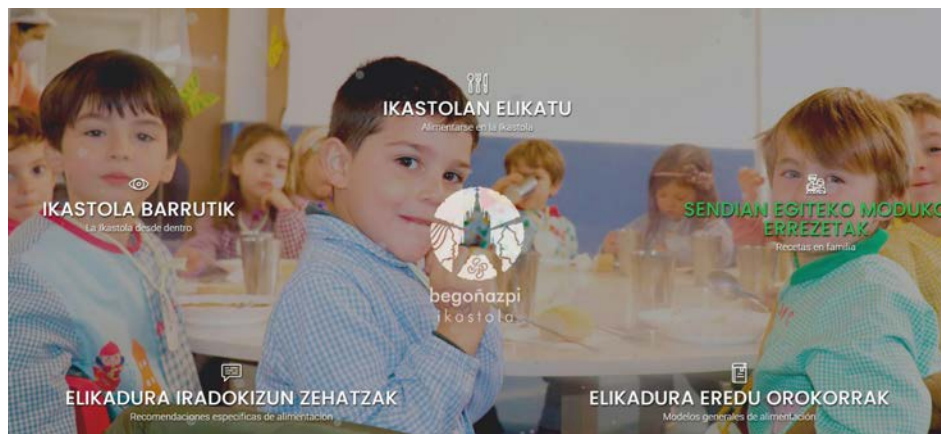 IKASTOLAN ELIKATU
Alimentarse en la Ikastola
IKASTOLA BARRUTIK
La Ikastola desde dentro
SENDIAN EGITEKO MODUKO
ERREZETAK
Recetas en familia
begoñazpi
ikastola
ELIKADURA IRADOKIZUN ZEHATZAK
Recomendaciones especificas de alimentación
ELIKADURA EREDU OROKORRAK
Modelos generales de alimentación